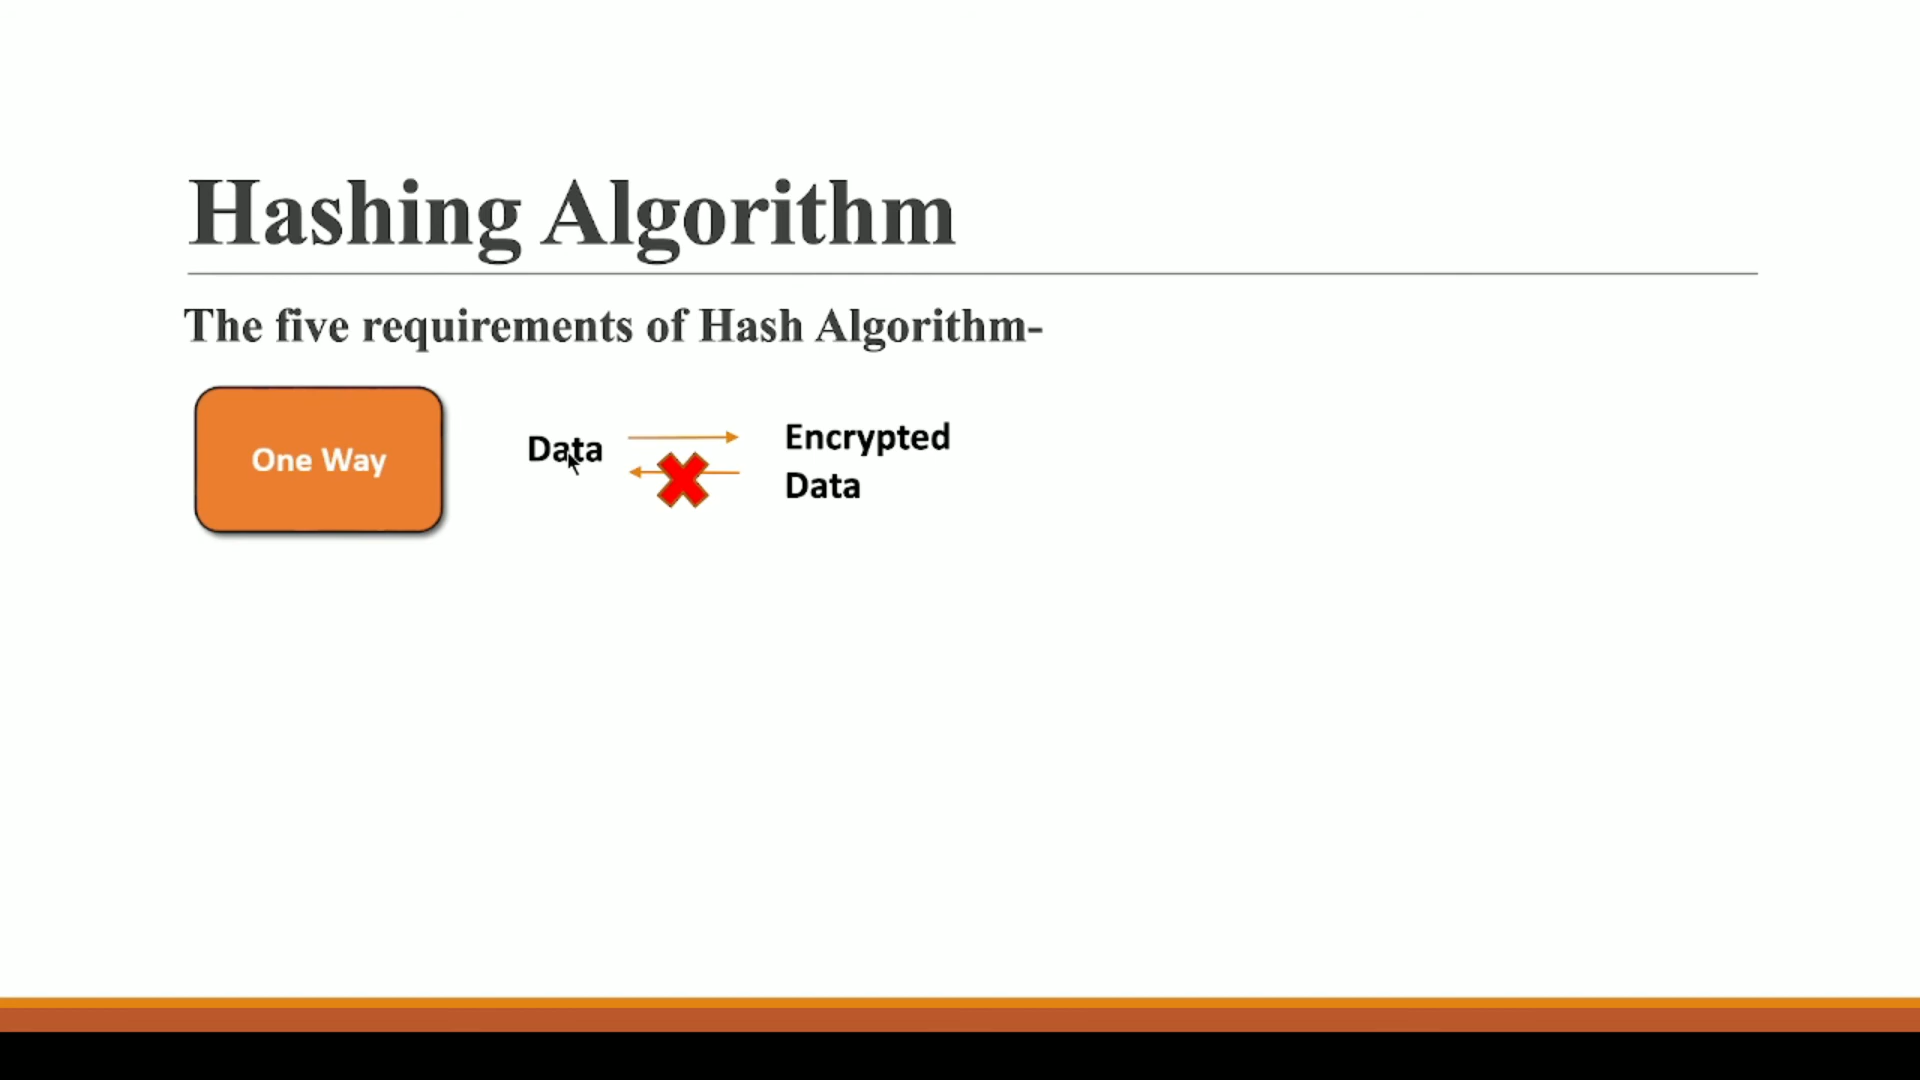 Hashing Algorithm
The five requirements of Hash Algorithm-
One Way
Data
Encrypted
Data